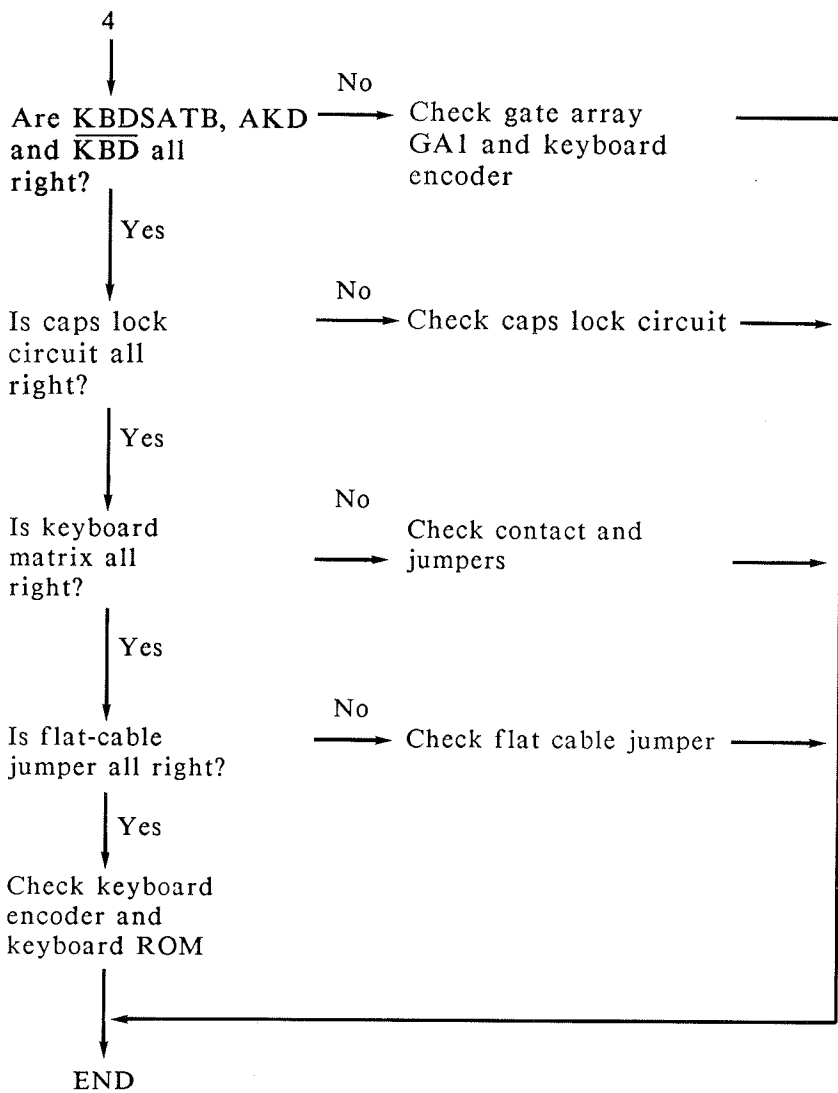 4
No
Are KBDSATB, AKD
and K̅B̅D̅ all
right?
Check gate array
GA1 and keyboard
encoder
Yes
No
Is caps lock
circuit all
right?
Check caps lock circuit
Yes
No
Is keyboard
matrix all
right?
Check contact and
jumpers
Yes
No
Is flat-cable
jumper all right?
Check flat cable jumper
Yes
Check keyboard
encoder and
keyboard ROM
END